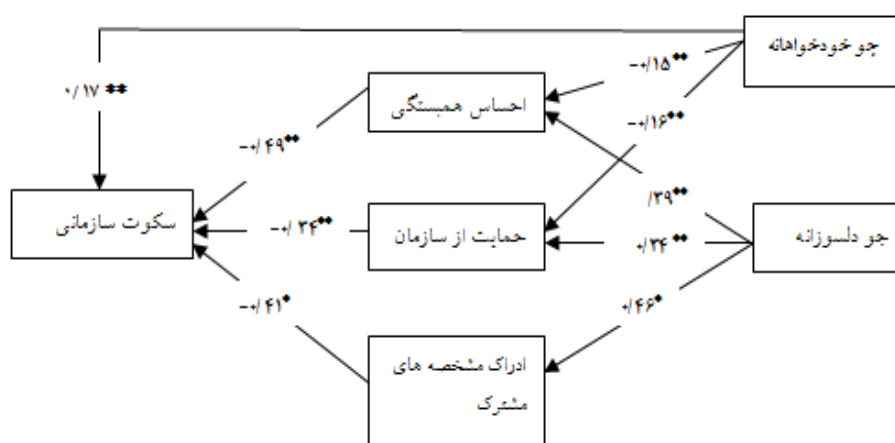 جو خودخواهانه
۰/۱۷ **
-۰/۱۵**
احساس همبستگی
-۰/۱۶**
-۰/۴۹**
/۳۹**
سکوت سازمانی
-۰/ ۳۴**
حمایت از سازمان
۰/۳۴ **
جو دلسوزانه
-۰/۴۱*
۰/۴۶*
ادراک مشخصه های
مشترک